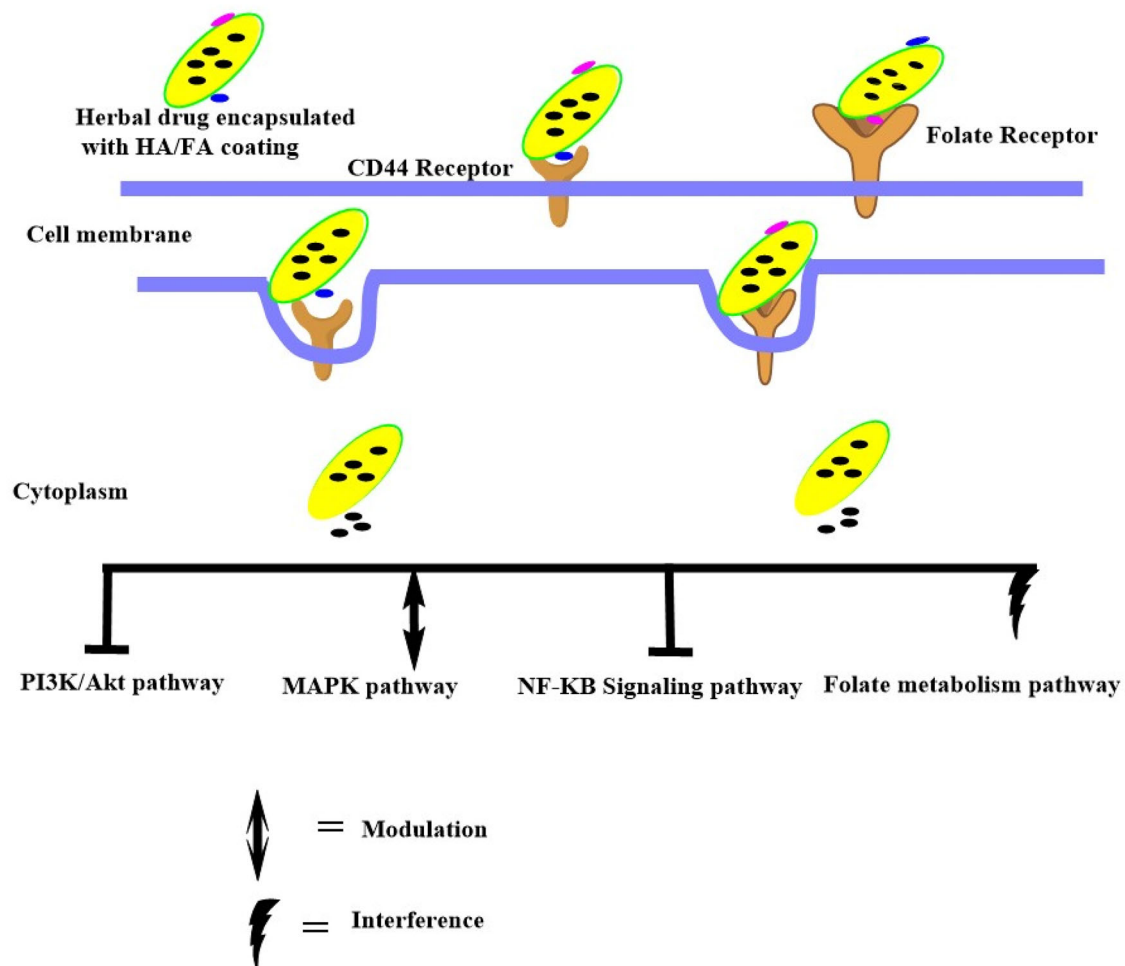 Herbal drug encapsulated
with HA/FA coating
CD44 Receptor
Folate Receptor
Cell membrane
Cytoplasm
PI3K/Akt pathway
MAPK pathway
NF-KB Signaling pathway
Folate metabolism pathway
= Modulation
= Interference